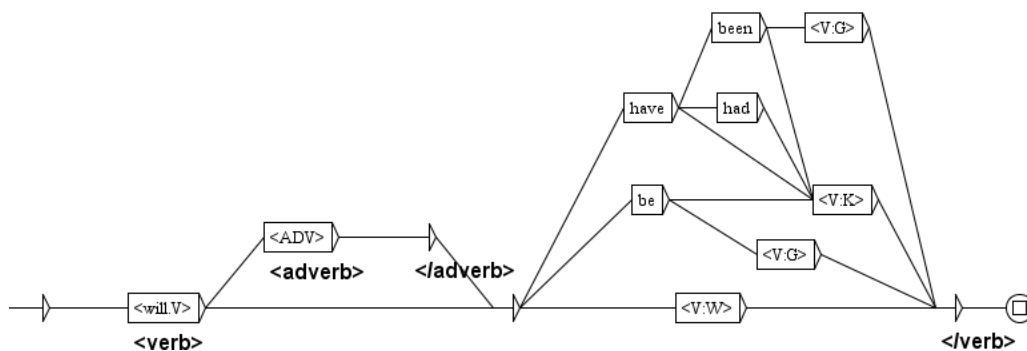 been <V:G>
have had
be <V:K>
<ADV>
<adverb> </adverb>
<V:G>
<will.V> <V:W>
<verb> </verb>